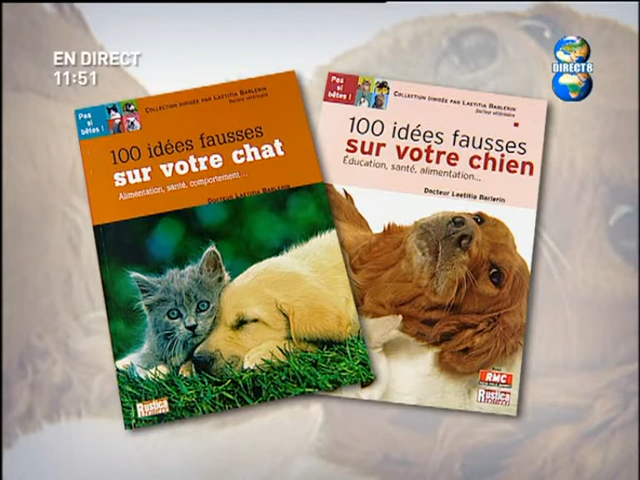 EN DIRECT
11:51
DIRECT8
Pas
si
bêtes !
COLLECTION DIRIGÉE PAR LAETITIA BARLERIN
Docteur vétérinaire
100 idées fausses
sur votre chat
Alimentation, santé, comportement...
DOCTEUR LAETITIA BARLERIN
Rustica
ÉDITIONS
Pas
si
bêtes !
COLLECTION DIRIGÉE PAR LAETITIA BARLERIN
Docteur vétérinaire
100 idées fausses
sur votre chien
Éducation, santé, alimentation...
Docteur Laetitia Barlerin
RMC
Rustica
ÉDITIONS